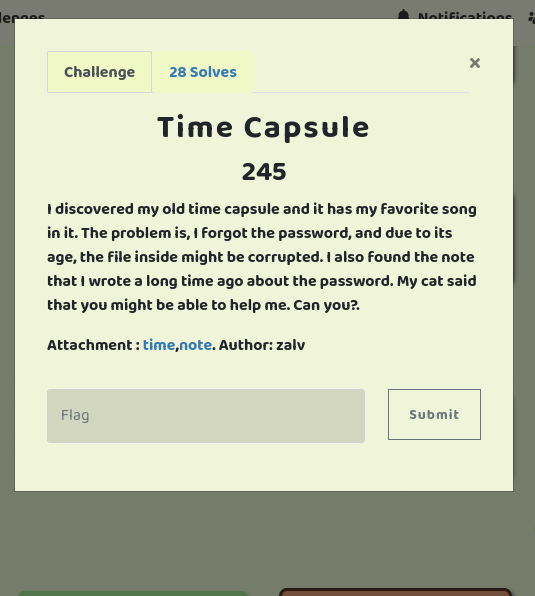 lenges
Notifications
Challenge
28 Solves
×
Time Capsule
245
I discovered my old time capsule and it has my favorite song
in it. The problem is, I forgot the password, and due to its
age, the file inside might be corrupted. I also found the note
that I wrote a long time ago about the password. My cat said
that you might be able to help me. Can you?.
Attachment : time,note. Author: zalv
Flag
Submit